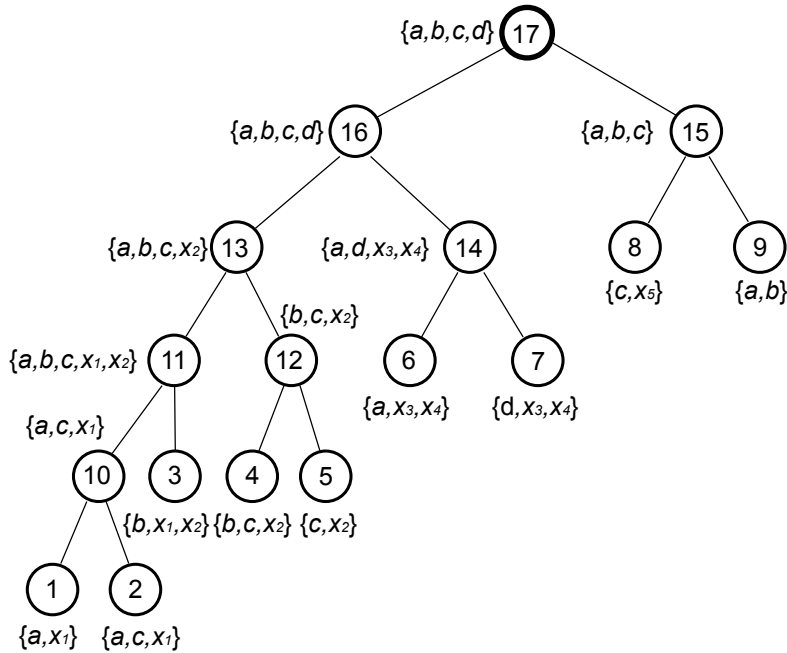 {a,b,c,d} 17
{a,b,c,d} 16 {a,b,c} 15
{a,b,c,x₂} 13 {a,d,x₃,x₄} 14 8 9
{c,x₅} {a,b}
{b,c,x₂}
{a,b,c,x₁,x₂} 11 12 6 7
{a,x₃,x₄} {d,x₃,x₄}
{a,c,x₁}
10 3 4 5
{b,x₁,x₂} {b,c,x₂} {c,x₂}
1 2
{a,x₁} {a,c,x₁}